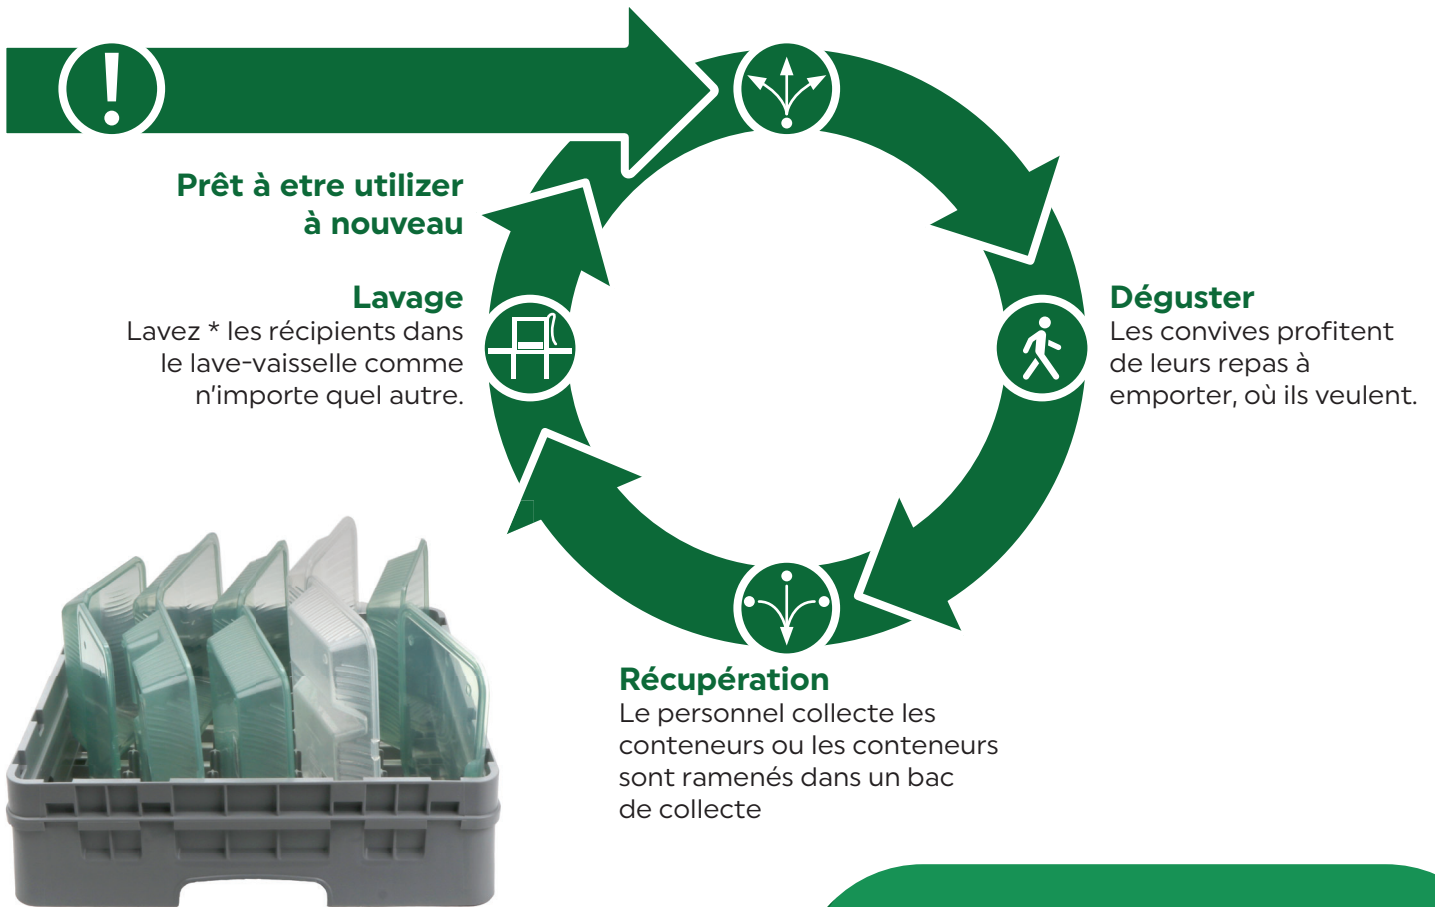 Prêt à etre utilizer
à nouveau
Lavage
Lavez * les récipients dans
le lave-vaisselle comme
n'importe quel autre.
Déguster
Les convives profitent
de leurs repas à
emporter, où ils veulent.
Récupération
Le personnel collecte les
conteneurs ou les conteneurs
sont ramenés dans un bac
de collecte